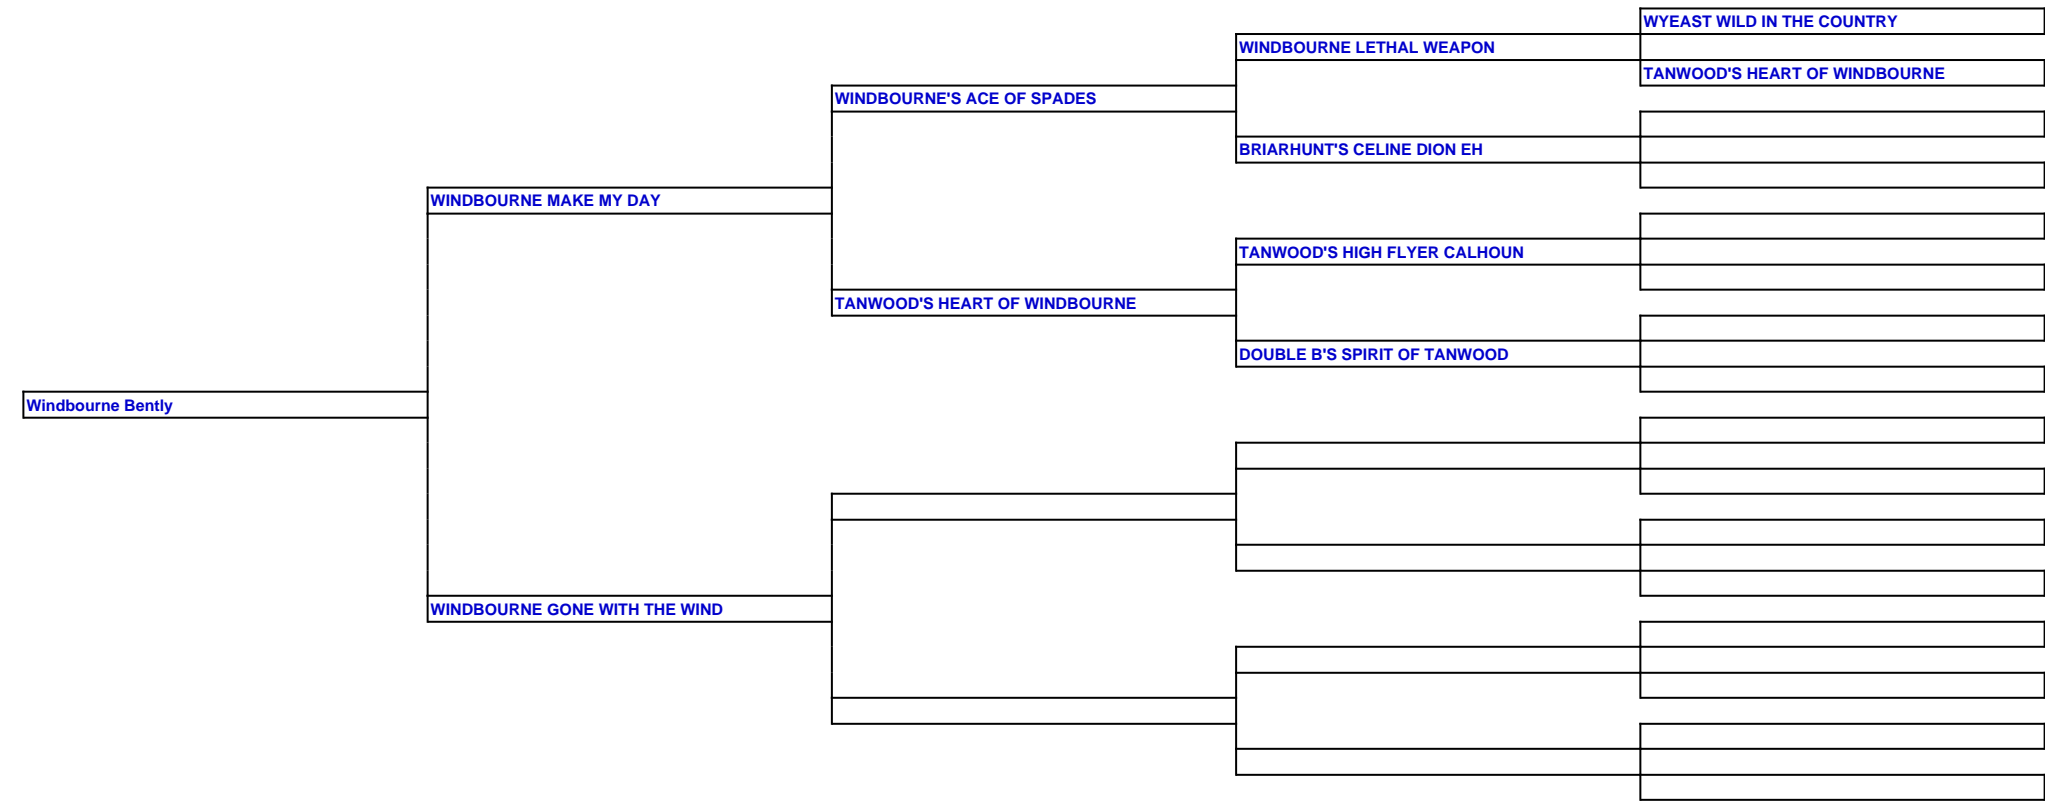 WYEAST WILD IN THE COUNTRY
WINDBOURNE LETHAL WEAPON
TANWOOD'S HEART OF WINDBOURNE
WINDBOURNE'S ACE OF SPADES
BRIARHUNT'S CELINE DION EH
WINDBOURNE MAKE MY DAY
TANWOOD'S HIGH FLYER CALHOUN
TANWOOD'S HEART OF WINDBOURNE
DOUBLE B'S SPIRIT OF TANWOOD
Windbourne Bently
WINDBOURNE GONE WITH THE WIND